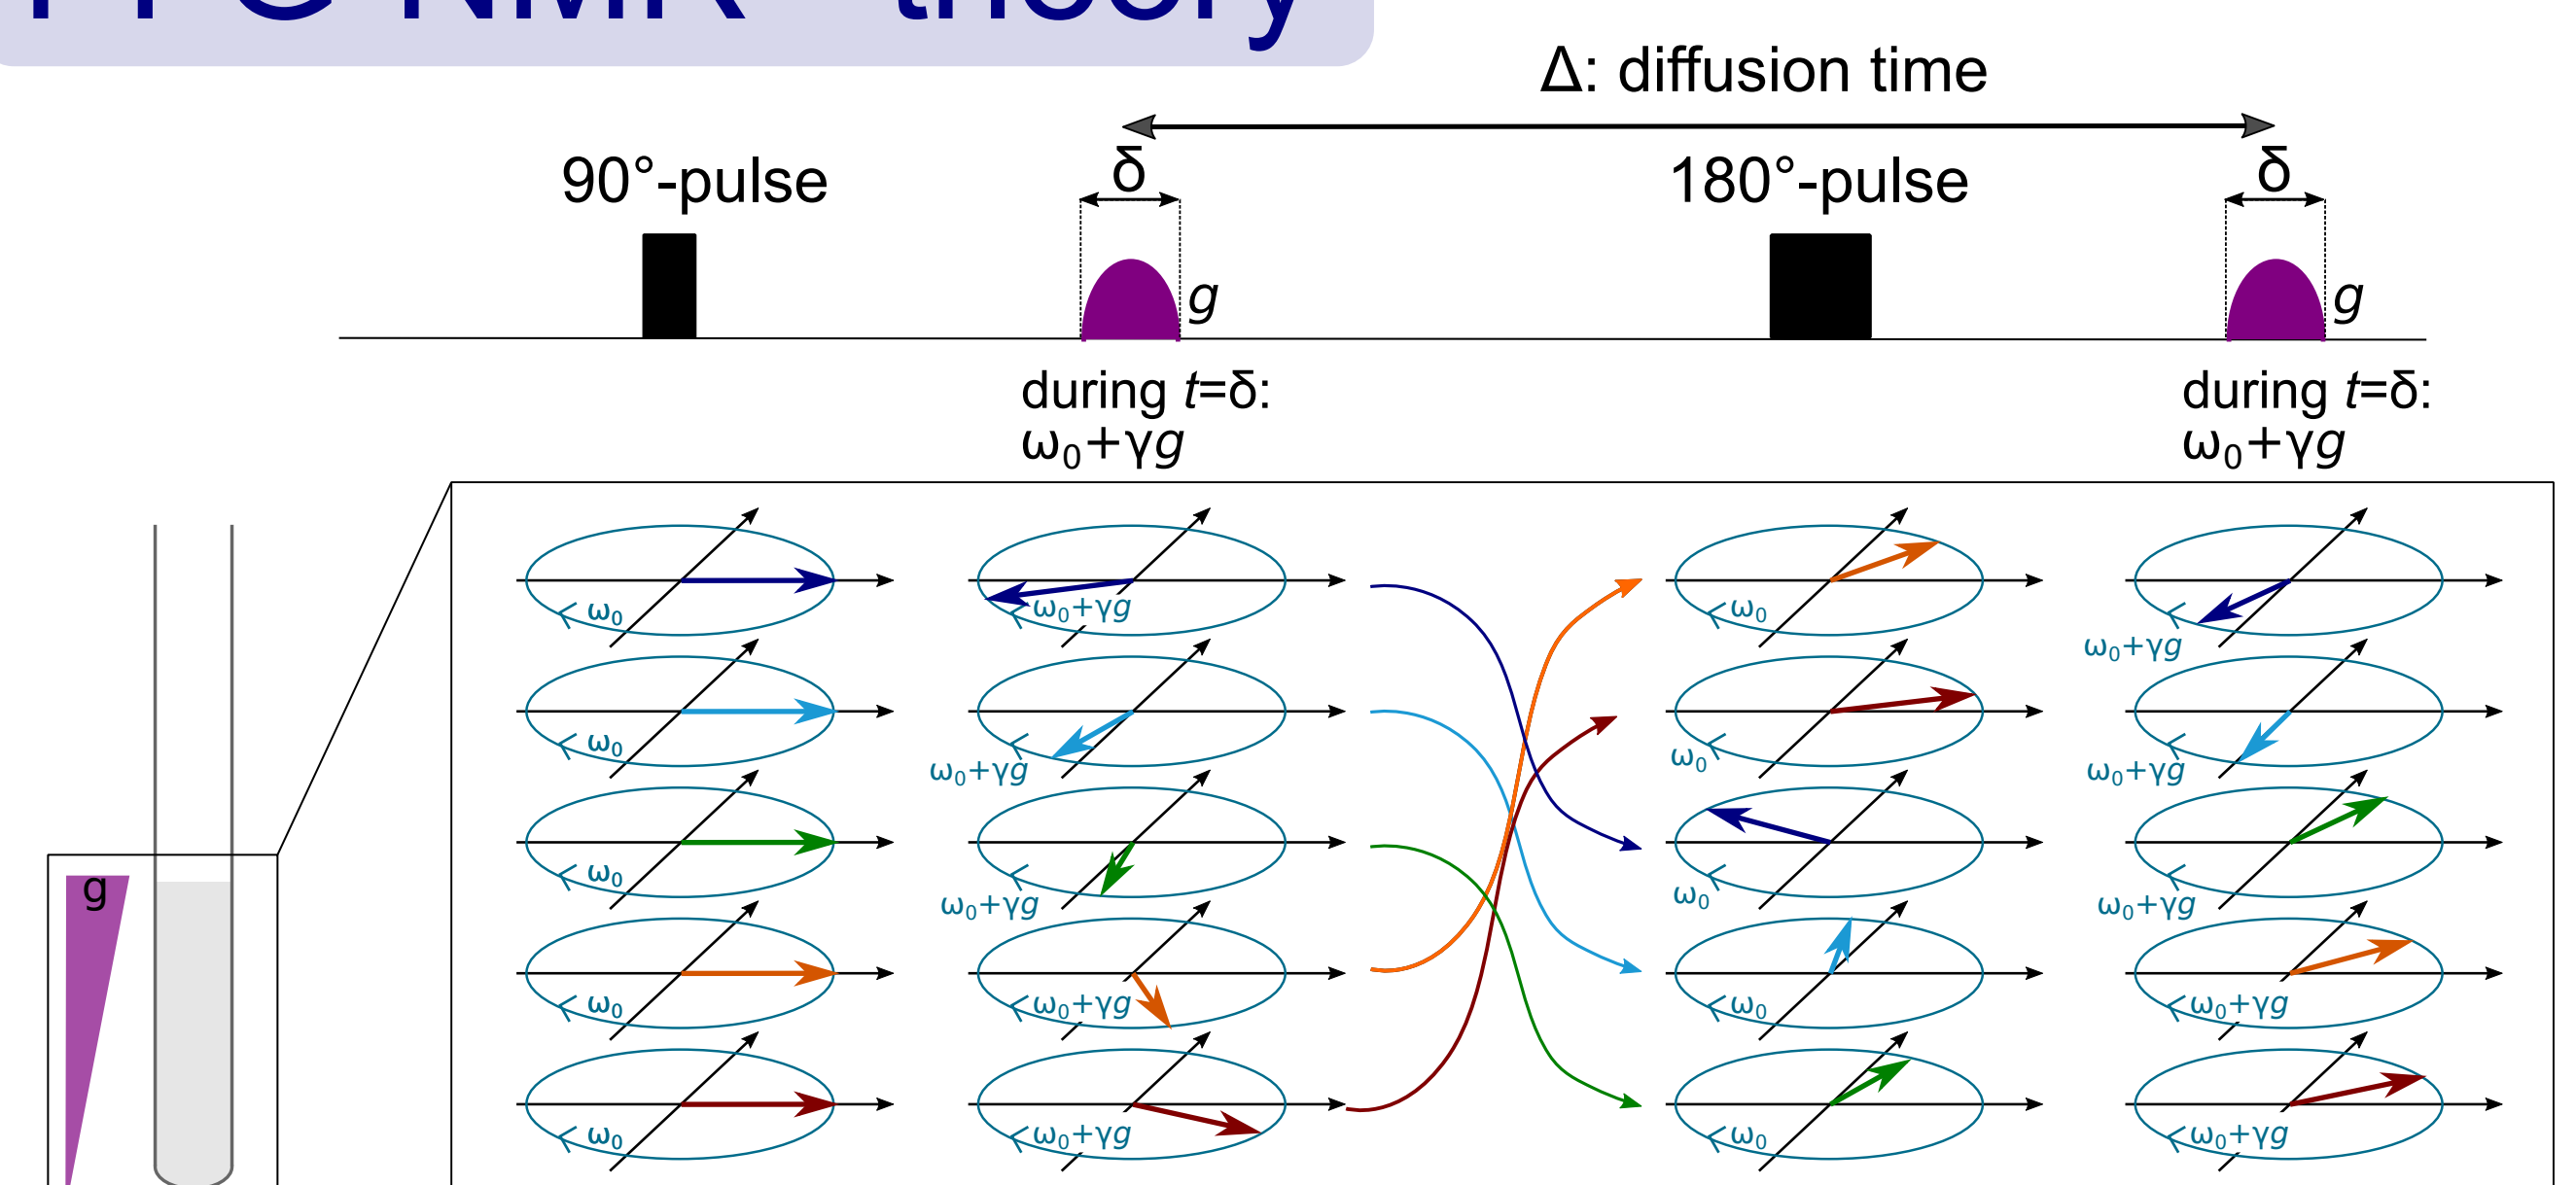 NMR - theory
Δ: diffusion time
90°-pulse
δ
180°-pulse
δ
g
g
during t=δ:
ω₀+γg
during t=δ:
ω₀+γg
ω₀
ω₀+γg
ω₀
ω₀+γg
ω₀
ω₀+γg
ω₀
ω₀+γg
ω₀
ω₀+γg
ω₀
ω₀+γg
g
ω₀
ω₀+γg
ω₀
ω₀+γg
ω₀
ω₀+γg
ω₀
ω₀+γg